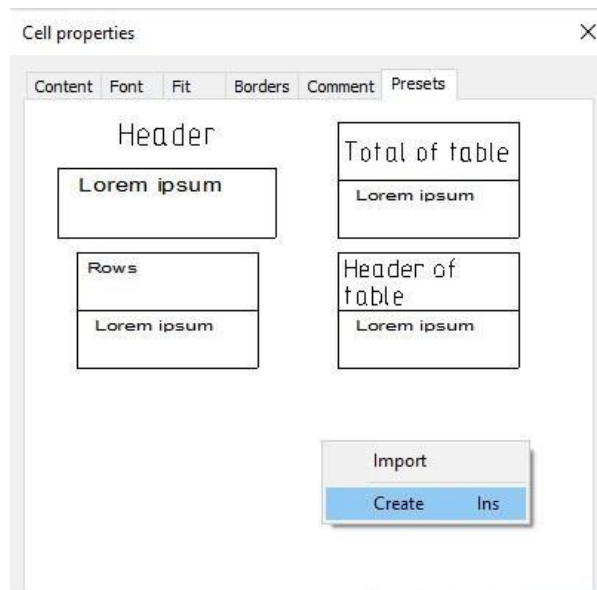 Cell properties
Content Font Fit Borders Comment Presets
Header
Lorem ipsum
Total of table
Lorem ipsum
Rows
Lorem ipsum
Header of
table
Lorem ipsum
Import
Create Ins